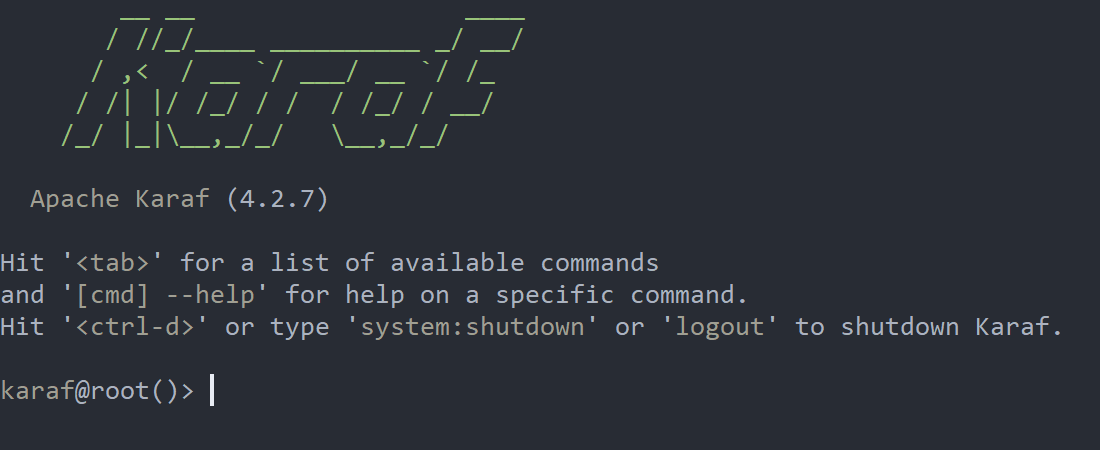 __ __                  ____
       / //_/____ __________ _/ __/
      / ,<  / __ `/ ___/ __ `/ /_
     / /| |/ /_/ / /  / /_/ / __/
    /_/ |_|\__,_/_/   \__,_/_/
  Apache Karaf (4.2.7)
Hit '<tab>' for a list of available commands
and '[cmd] --help' for help on a specific command.
Hit '<ctrl-d>' or type 'system:shutdown' or 'logout' to shutdown Karaf.
karaf@root()>